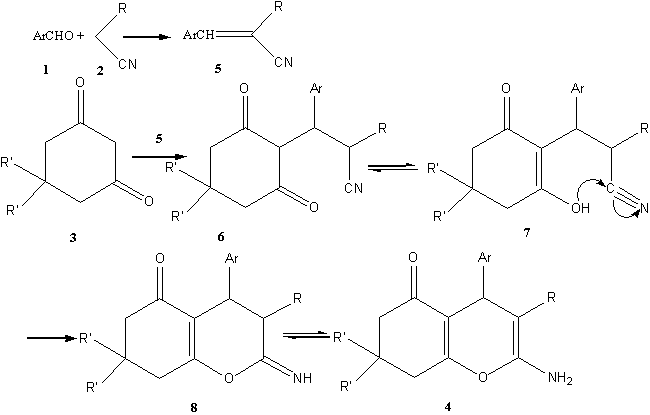 R
ArCHO + ArCH R
CN CN
1 2 5
O Ar
O R
5
R' R'
R' R'
O O CN
3 6
Ar
O R
R'
R' OH C N
7
O Ar
R
R'
R' O NH
8
O Ar
R
R'
R' O NH2
4